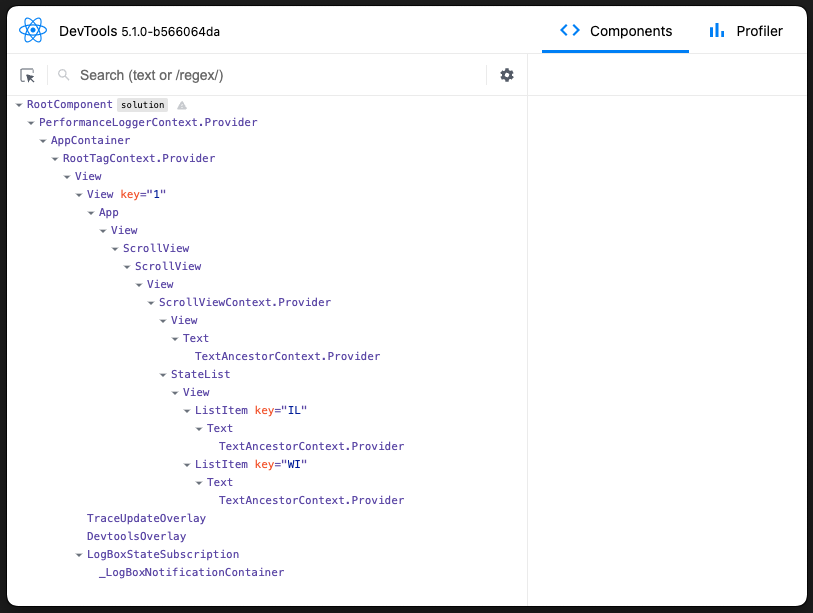 DevTools 5.1.0-b566064da
Components
Profiler
Search (text or /regex/)
RootComponent solution
PerformanceLoggerContext.Provider
AppContainer
RootTagContext.Provider
View
View key="1"
App
View
ScrollView
ScrollView
View
ScrollViewContext.Provider
View
Text
TextAncestorContext.Provider
StateList
View
ListItem key="IL"
Text
TextAncestorContext.Provider
ListItem key="WI"
Text
TextAncestorContext.Provider
TraceUpdateOverlay
DevtoolsOverlay
LogBoxStateSubscription
_LogBoxNotificationContainer